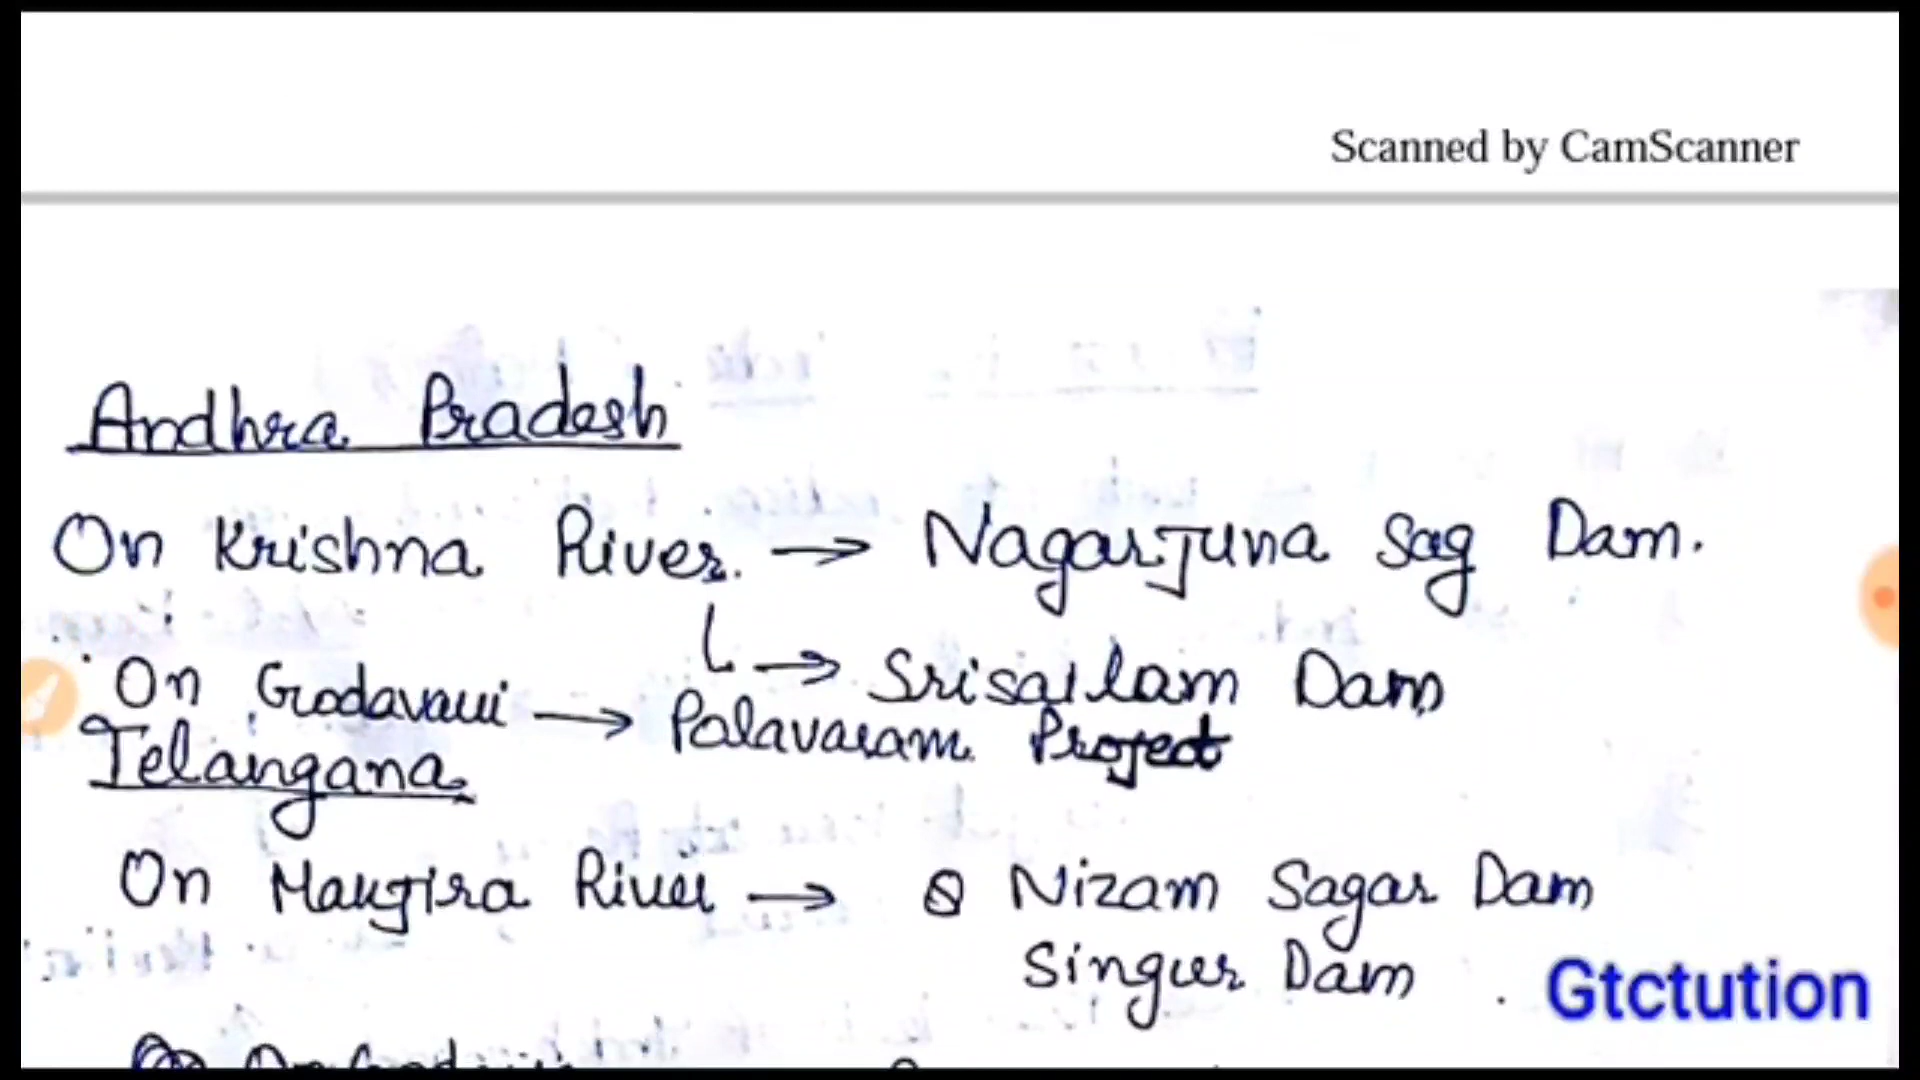 Scanned by CamScanner
Andhra Pradesh
On Krishna River. → Nagarjuna Sag Dam.
→ Srisailam Dam
On Godavari → Palavaram Project
Telangana
On Manjira River → Nizam Sagar Dam
Singur Dam
Gtctution